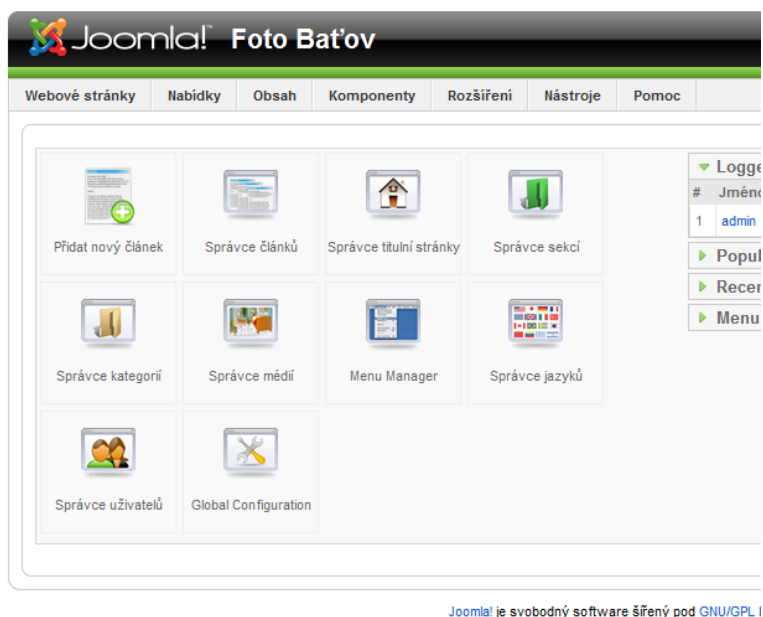 Joomla! Foto Baťov
Webové stránky Nabídky Obsah Komponenty Rozšíření Nástroje Pomoc
Přidat nový článek Správce článků Správce titulní stránky Správce sekcí
Správce kategorií Správce médií Menu Manager Správce jazyků
Správce uživatelů Global Configuration
Logge
# Jméno
1 admin
Popul
Recen
Menu
Joomla! je svobodný software šířený pod GNU/GPL